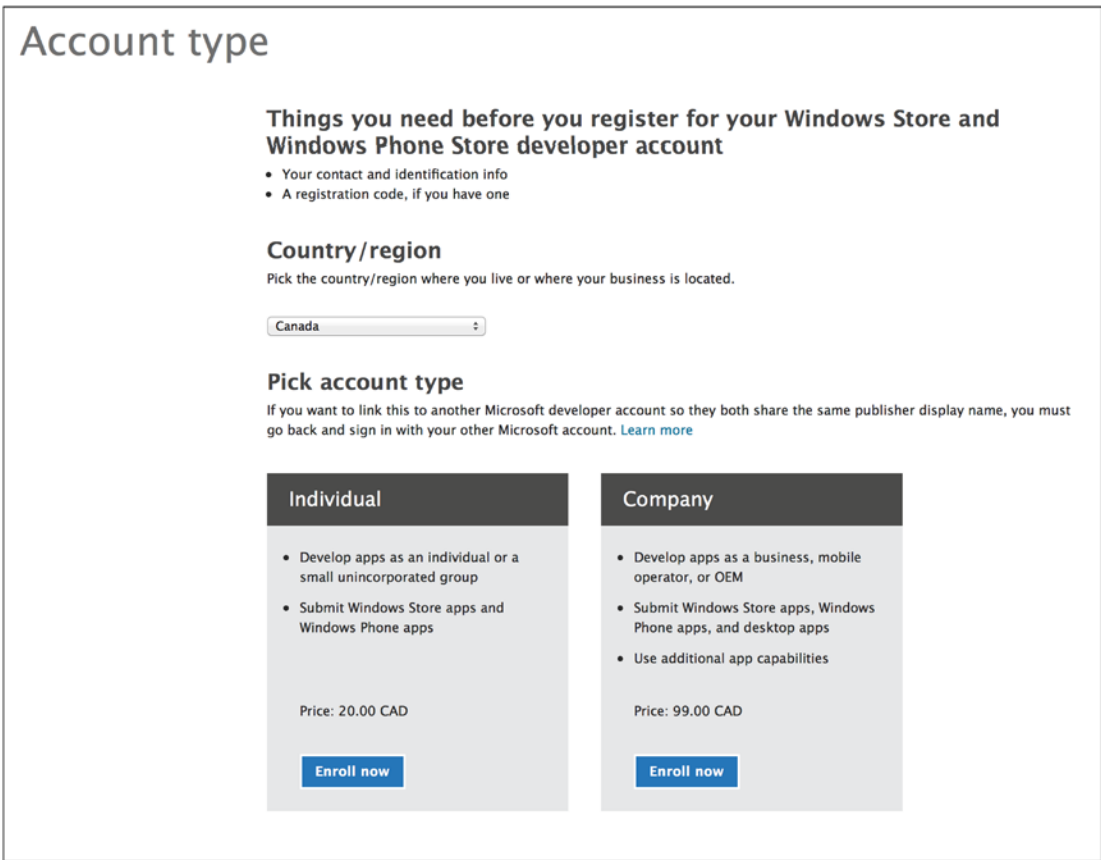 Account type
Things you need before you register for your Windows Store and
Windows Phone Store developer account
• Your contact and identification info
• A registration code, if you have one
Country/region
Pick the country/region where you live or where your business is located.
Canada
Pick account type
If you want to link this to another Microsoft developer account so they both share the same publisher display name, you must
go back and sign in with your other Microsoft account. Learn more
Individual
• Develop apps as an individual or a
small unincorporated group
• Submit Windows Store apps and
Windows Phone apps
Price: 20.00 CAD
Enroll now
Company
• Develop apps as a business, mobile
operator, or OEM
• Submit Windows Store apps, Windows
Phone apps, and desktop apps
• Use additional app capabilities
Price: 99.00 CAD
Enroll now